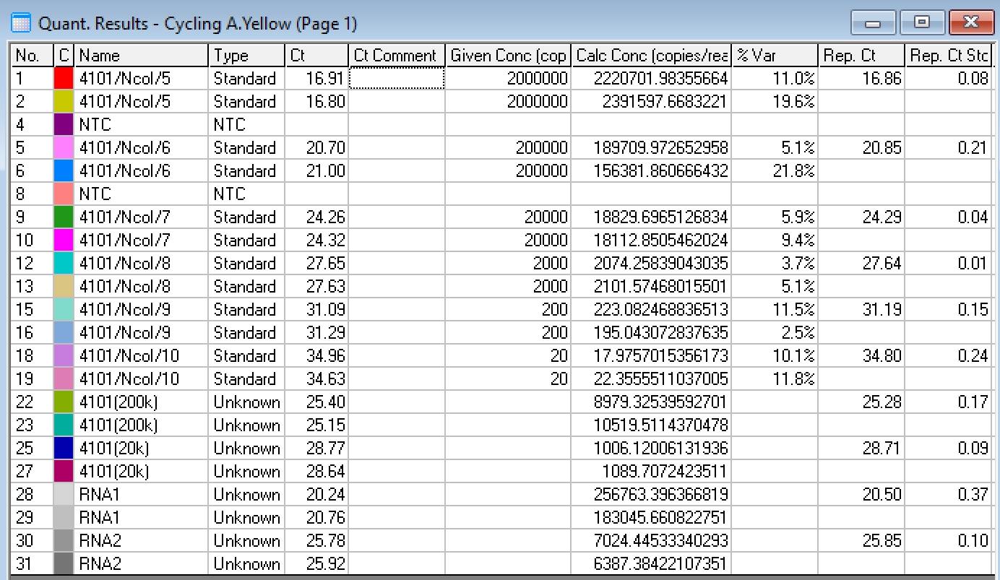 Quant. Results - Cycling A.Yellow (Page 1)
No. C Name Type Ct Ct Comment Given Conc (cop Calc Conc (copies/rea % Var Rep. Ct Rep. Ct Std
1 4101/NcoI/5 Standard 16.91 2000000 2220701.98355664 11.0% 16.86 0.08
2 4101/NcoI/5 Standard 16.80 2000000 2391597.6683221 19.6%
4 NTC NTC
5 4101/NcoI/6 Standard 20.70 200000 189709.972652958 5.1% 20.85 0.21
6 4101/NcoI/6 Standard 21.00 200000 156381.860666432 21.8%
8 NTC NTC
9 4101/NcoI/7 Standard 24.26 20000 18829.6965126834 5.9% 24.29 0.04
10 4101/NcoI/7 Standard 24.32 20000 18112.8505462024 9.4%
12 4101/NcoI/8 Standard 27.65 2000 2074.25839043035 3.7% 27.64 0.01
13 4101/NcoI/8 Standard 27.63 2000 2101.57468015501 5.1%
15 4101/NcoI/9 Standard 31.09 200 223.082468836513 11.5% 31.19 0.15
16 4101/NcoI/9 Standard 31.29 200 195.043072837635 2.5%
18 4101/NcoI/10 Standard 34.96 20 17.9757015356173 10.1% 34.80 0.24
19 4101/NcoI/10 Standard 34.63 20 22.3555511037005 11.8%
22 4101(200k) Unknown 25.40 8979.32539592701 25.28 0.17
23 4101(200k) Unknown 25.15 10519.5114370478
25 4101(20k) Unknown 28.77 1006.12006131936 28.71 0.09
27 4101(20k) Unknown 28.64 1089.7072423511
28 RNA1 Unknown 20.24 256763.396366819 20.50 0.37
29 RNA1 Unknown 20.76 183045.660822751
30 RNA2 Unknown 25.78 7024.44533340293 25.85 0.10
31 RNA2 Unknown 25.92 6387.38422107351